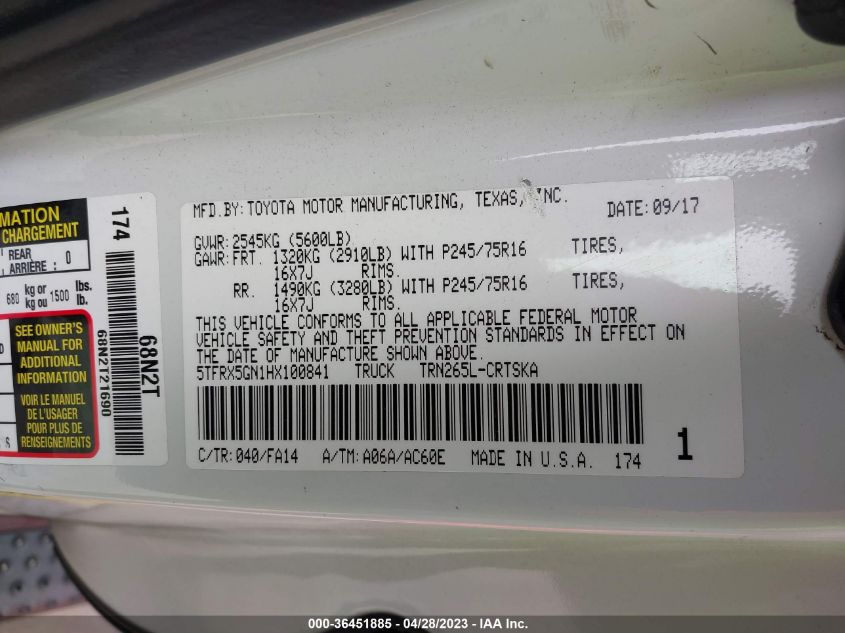 MATION
CHARGEMENT
REAR
ARRIÈRE : 0
680 kg or 1500 lbs.
kg ou lb.
SEE OWNER'S
MANUAL FOR
ADDITIONAL
INFORMATION
VOIR LE MANUEL
DE L'USAGER
POUR PLUS DE
RENSEIGNEMENTS
174
68N2T
68N2T21690
MFD.BY:TOYOTA MOTOR MANUFACTURING, TEXAS, INC. DATE:09/17
GVWR:2545KG (5600LB)
GAWR:FRT. 1320KG (2910LB) WITH P245/75R16 TIRES,
16X7J RIMS.
RR. 1490KG (3280LB) WITH P245/75R16 TIRES,
16X7J RIMS.
THIS VEHICLE CONFORMS TO ALL APPLICABLE FEDERAL MOTOR
VEHICLE SAFETY AND THEFT PREVENTION STANDARDS IN EFFECT ON
THE DATE OF MANUFACTURE SHOWN ABOVE.
5TFRX5GN1HX100841 TRUCK TRN265L-CRTSKA
C/TR:040/FA14 A/TM:A06A/AC60E MADE IN U.S.A. 174 1
000-36451885 - 04/28/2023 - IAA Inc.